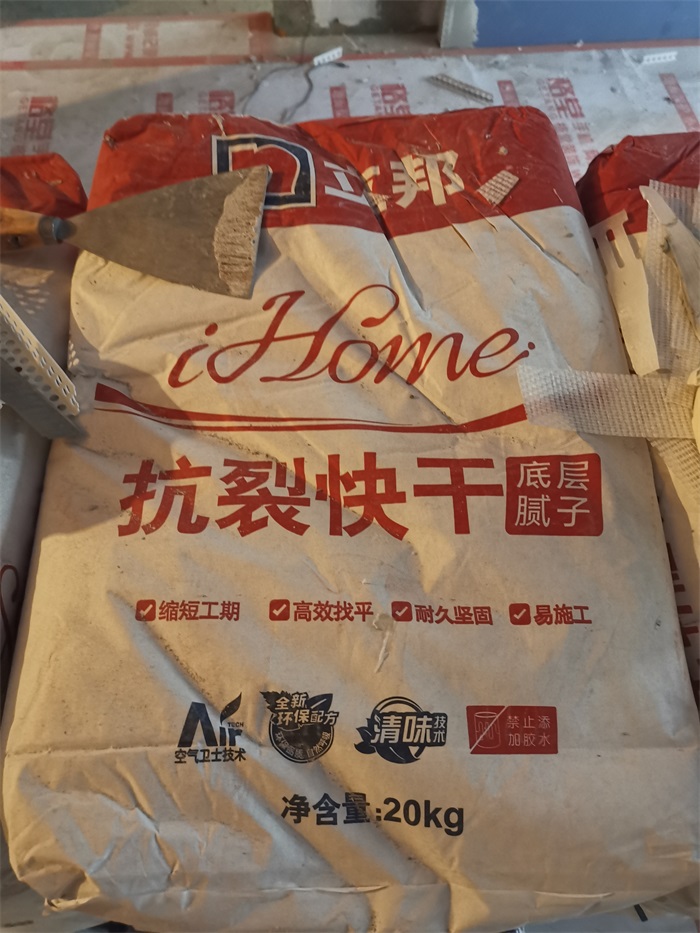 立邦
iHome
抗裂快干
底层
腻子
缩短工期 高效找平 耐久坚固 易施工
Air
TECH
空气卫士技术
全新
环保配方
清味技术
禁止添
加胶水
净含量:20kg